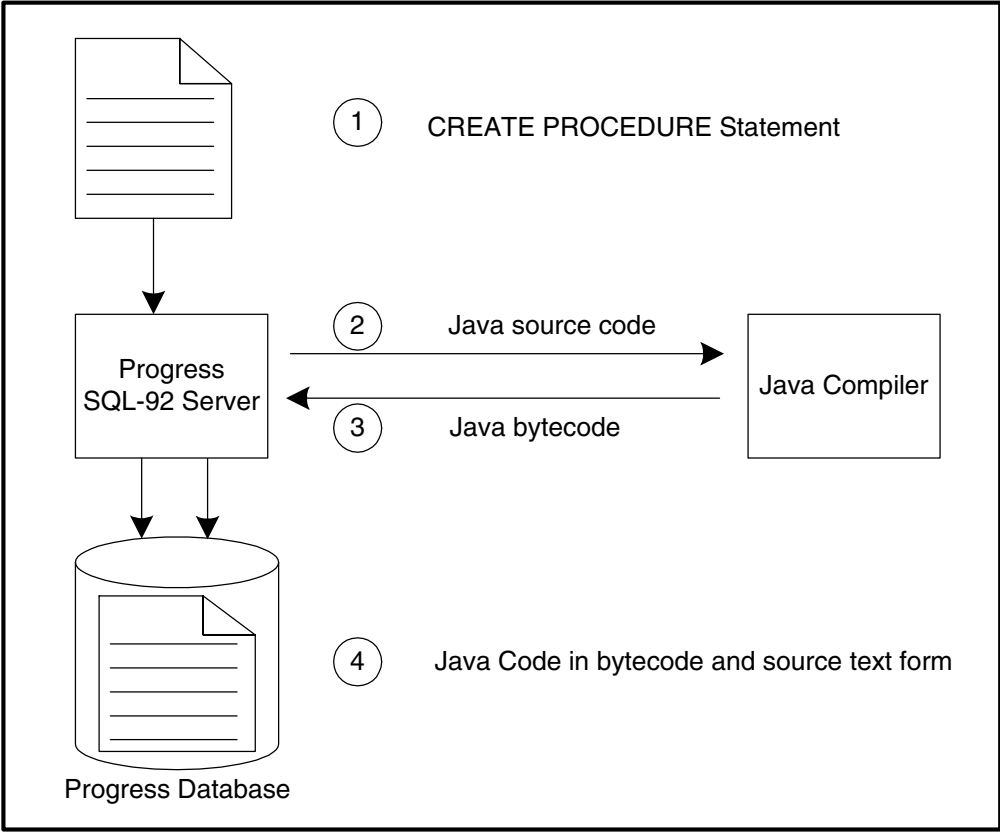 1
CREATE PROCEDURE Statement
2
Java source code
Progress
SQL-92 Server
Java Compiler
3
Java bytecode
4
Java Code in bytecode and source text form
Progress Database